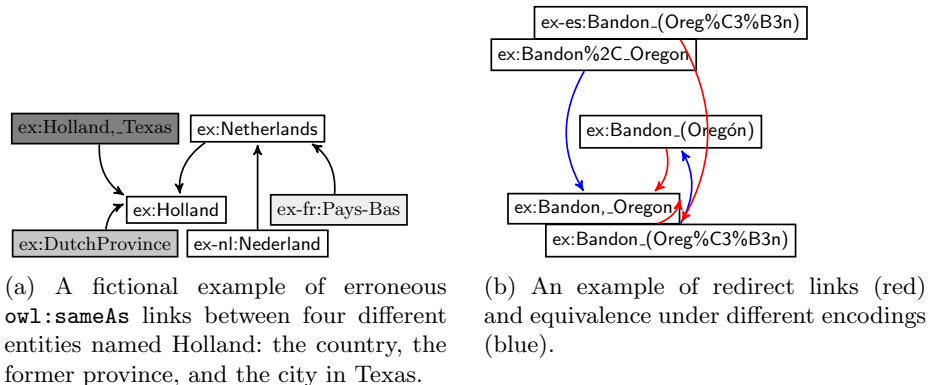 ex-es:Bandon_(Oreg%C3%B3n)
ex:Bandon%2C_Oregon
ex:Holland,_Texas
ex:Netherlands
ex:Bandon_(Oregón)
ex:Holland
ex-fr:Pays-Bas
ex:Bandon,_Oregon
ex:DutchProvince
ex-nl:Nederland
ex:Bandon_(Oreg%C3%B3n)
(a) A fictional example of erroneous
owl:sameAs links between four different
entities named Holland: the country, the
former province, and the city in Texas.
(b) An example of redirect links (red)
and equivalence under different encodings
(blue).